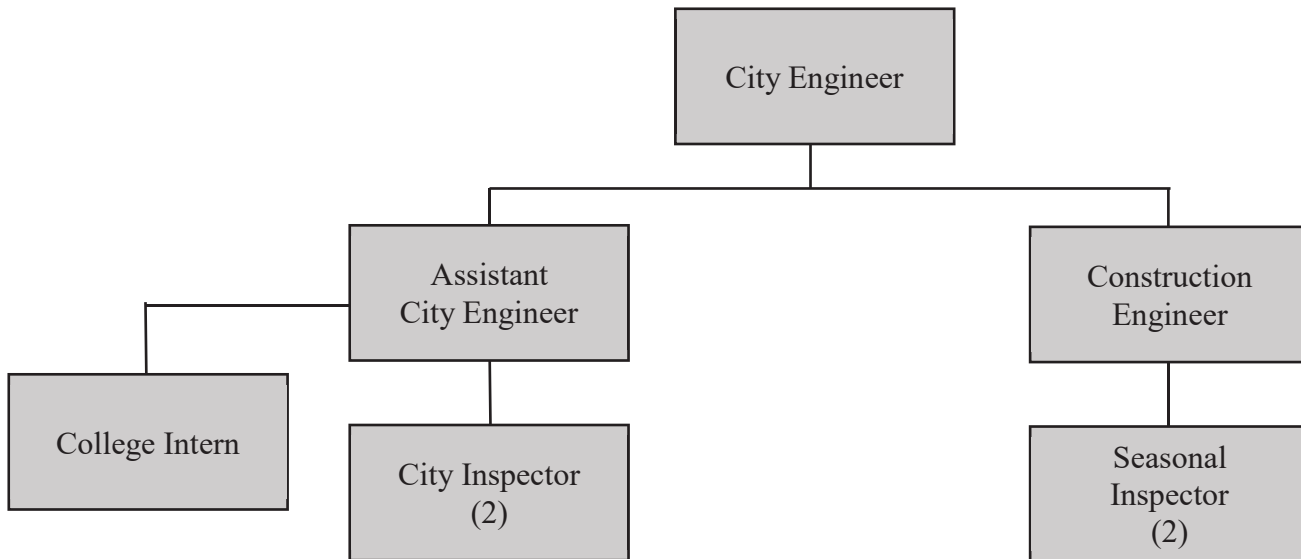 City Engineer
Assistant
City Engineer
Construction
Engineer
College Intern
City Inspector
(2)
Seasonal
Inspector
(2)